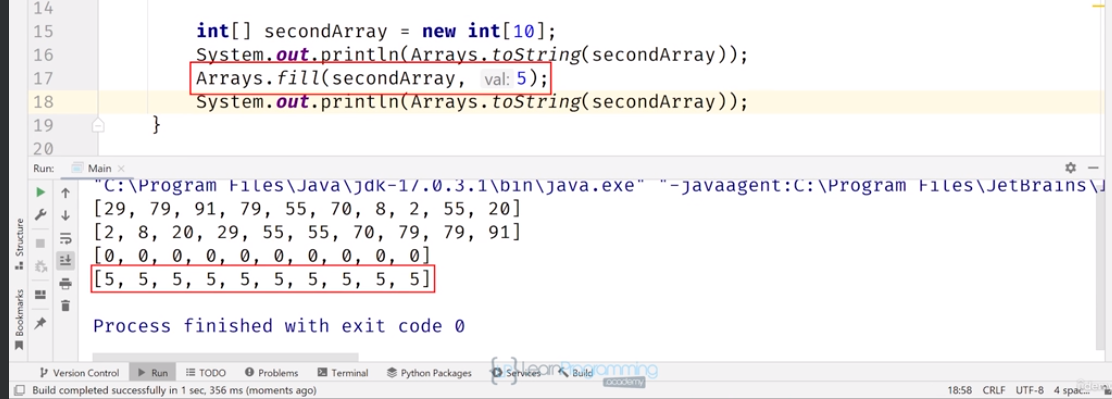 14
15 int[] secondArray = new int[10];
16 System.out.println(Arrays.toString(secondArray));
17 Arrays.fill(secondArray, val: 5);
18 System.out.println(Arrays.toString(secondArray));
19 }
20
Run: Main
"C:\Program Files\Java\jdk-17.0.3.1\bin\java.exe" "-javaagent:C:\Program Files\JetBrains\
[29, 79, 91, 79, 55, 70, 8, 2, 55, 20]
[2, 8, 20, 29, 55, 55, 70, 79, 79, 91]
[0, 0, 0, 0, 0, 0, 0, 0, 0, 0]
[5, 5, 5, 5, 5, 5, 5, 5, 5, 5]
Process finished with exit code 0
Structure
Bookmarks
Version Control Run TODO Problems Terminal Python Packages Services Build
LearnProgramming
academy
Build completed successfully in 1 sec, 356 ms (moments ago) 18:58 CRLF UTF-8 4 spac...